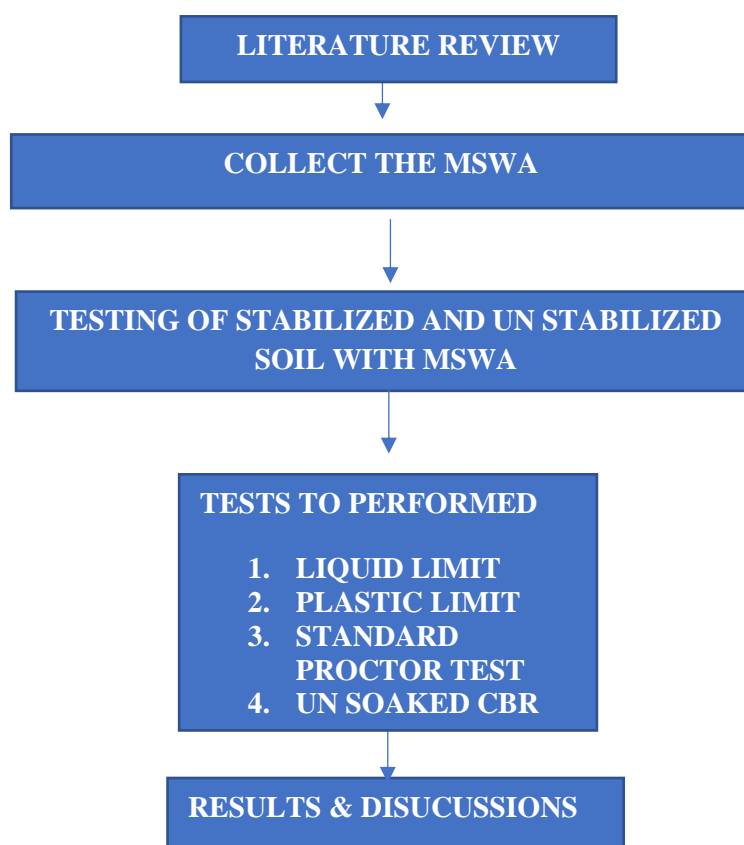 LITERATURE REVIEW
COLLECT THE MSWA
TESTING OF STABILIZED AND UN STABILIZED
SOIL WITH MSWA
TESTS TO PERFORMED
1. LIQUID LIMIT
2. PLASTIC LIMIT
3. STANDARD
PROCTOR TEST
4. UN SOAKED CBR
RESULTS & DISUCUSSIONS